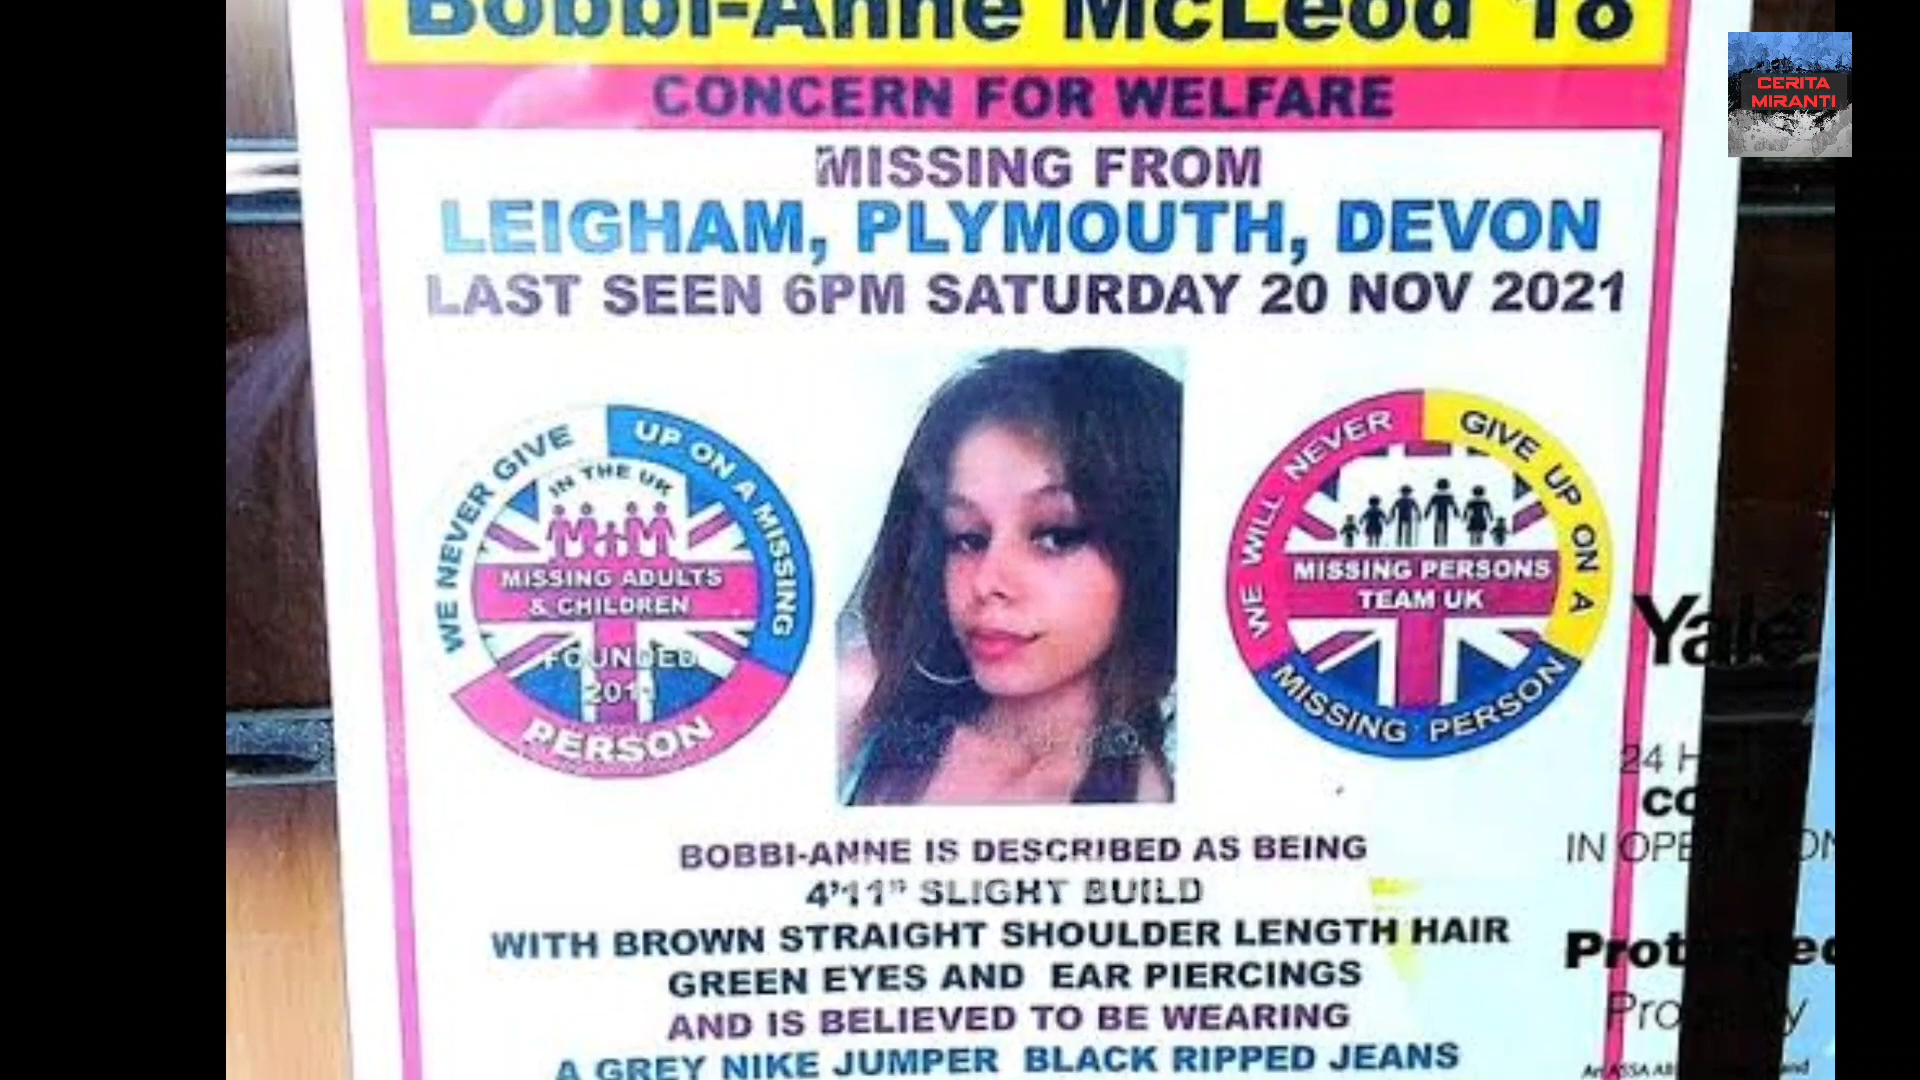 Bobbi-Anne McLeod 18
CONCERN FOR WELFARE
CERITA
MIRANTI
MISSING FROM
LEIGHAM, PLYMOUTH, DEVON
LAST SEEN 6PM SATURDAY 20 NOV 2021
WE NEVER GIVE UP ON A MISSING PERSON
IN THE UK
MISSING ADULTS
& CHILDREN
FOUNDED
WE WILL NEVER GIVE UP ON A MISSING PERSON
MISSING PERSONS
TEAM UK
Yale
24 H
IN
BOBBI-ANNE IS DESCRIBED AS BEING
4'11" SLIGHT BUILD
WITH BROWN STRAIGHT SHOULDER LENGTH HAIR
GREEN EYES AND EAR PIERCINGS
AND IS BELIEVED TO BE WEARING
A GREY NIKE JUMPER BLACK RIPPED JEANS